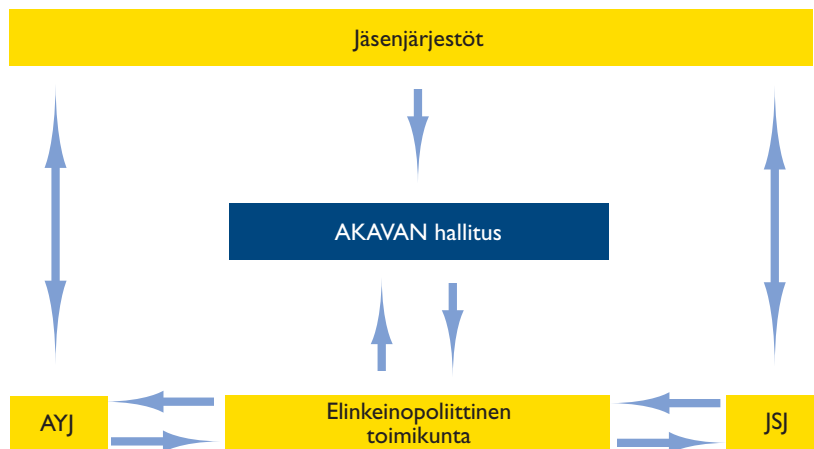 Jäsenjärjestöt
AKAVAN hallitus
AYJ
Elinkeinopoliittinen
toimikunta
JSJ